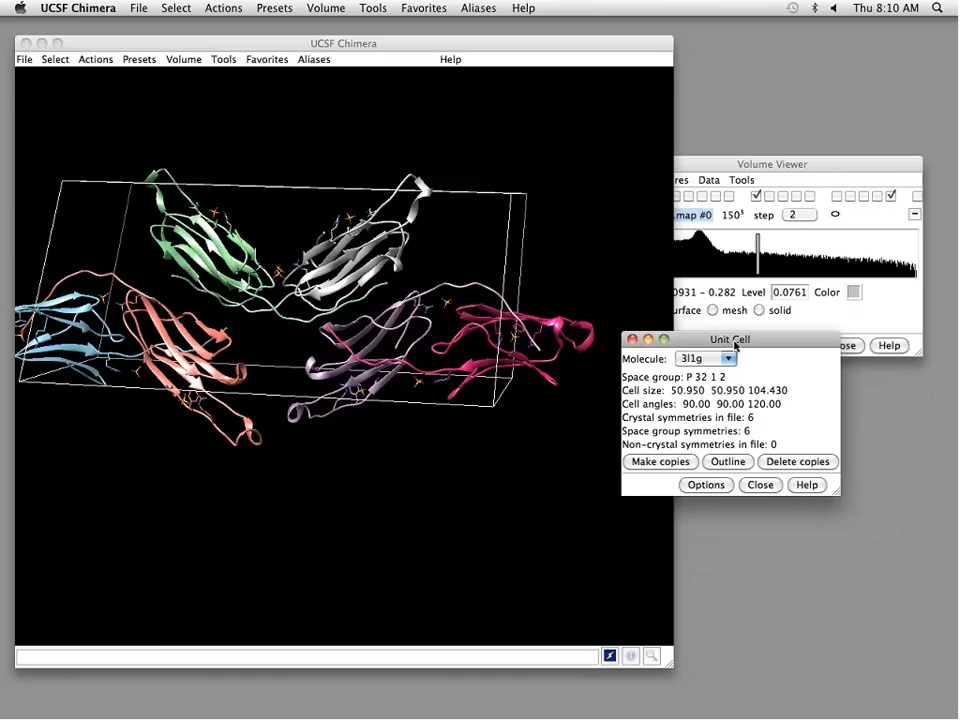 UCSF Chimera File Select Actions Presets Volume Tools Favorites Aliases Help Thu 8:10 AM
UCSF Chimera
File Select Actions Presets Volume Tools Favorites Aliases Help
Volume Viewer
res Data Tools
.map #0 150³ step 2
0931 - 0.282 Level 0.0761 Color
urface mesh solid
ose Help
Unit Cell
Molecule: 3l1g
Space group: P 32 1 2
Cell size: 50.950 50.950 104.430
Cell angles: 90.00 90.00 120.00
Crystal symmetries in file: 6
Space group symmetries: 6
Non-crystal symmetries in file: 0
Make copies Outline Delete copies
Options Close Help